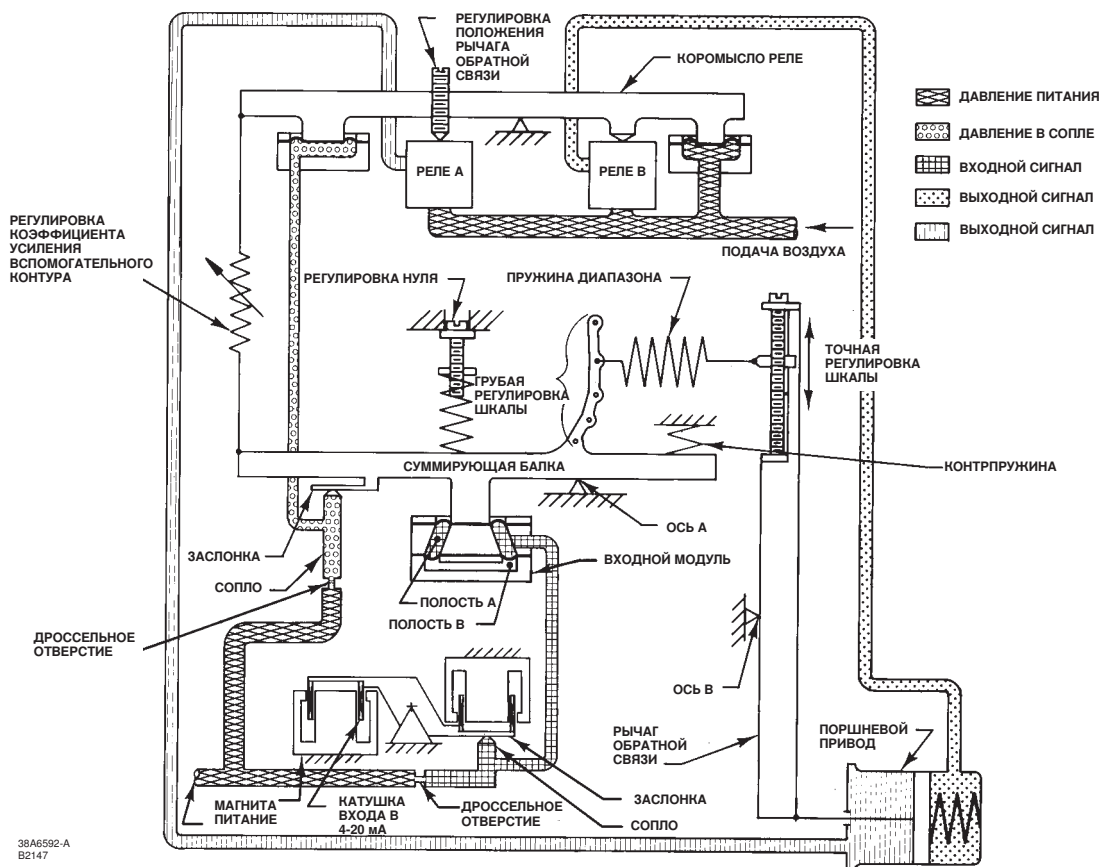 РЕГУЛИРОВКА
ПОЛОЖЕНИЯ
РЫЧАГА
ОБРАТНОЙ
СВЯЗИ
КОРОМЫСЛО РЕЛЕ
ДАВЛЕНИЕ ПИТАНИЯ
ДАВЛЕНИЕ В СОПЛЕ
ВХОДНОЙ СИГНАЛ
ВЫХОДНОЙ СИГНАЛ
ВЫХОДНОЙ СИГНАЛ
РЕЛЕ A
РЕЛЕ B
ПОДАЧА ВОЗДУХА
РЕГУЛИРОВКА
КОЭФФИЦИЕНТА
УСИЛЕНИЯ
ВСПОМОГАТЕЛЬНОГО
КОНТУРА
РЕГУЛИРОВКА НУЛЯ
ПРУЖИНА ДИАПАЗОНА
ТОЧНАЯ
РЕГУЛИРОВКА
ШКАЛЫ
ГРУБАЯ
РЕГУЛИРОВКА
ШКАЛЫ
СУММИРУЮЩАЯ БАЛКА
КОНТРПРУЖИНА
ОСЬ A
ЗАСЛОНКА
СОПЛО
ВХОДНОЙ МОДУЛЬ
ПОЛОСТЬ A
ПОЛОСТЬ B
ДРОССЕЛЬНОЕ
ОТВЕРСТИЕ
ОСЬ B
РЫЧАГ
ОБРАТНОЙ
СВЯЗИ
ПОРШНЕВОЙ
ПРИВОД
МАГНИТА
ПИТАНИЕ
КАТУШКА
ВХОДА В
4-20 мА
ДРОССЕЛЬНОЕ
ОТВЕРСТИЕ
ЗАСЛОНКА
СОПЛО
38A6592-A
B2147